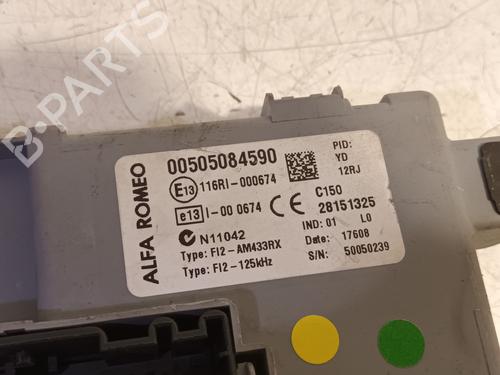 B-PARTS
ALFA ROMEO
00505084590
PID:
YD
12RJ
E13 116RI-000674
e13 I-00 0674
CE
C150
28151325
N11042
IND: 01 L0
Type: FI2-AM433RX
Date: 17608
Type: FI2-125kHz
S/N: 50050239